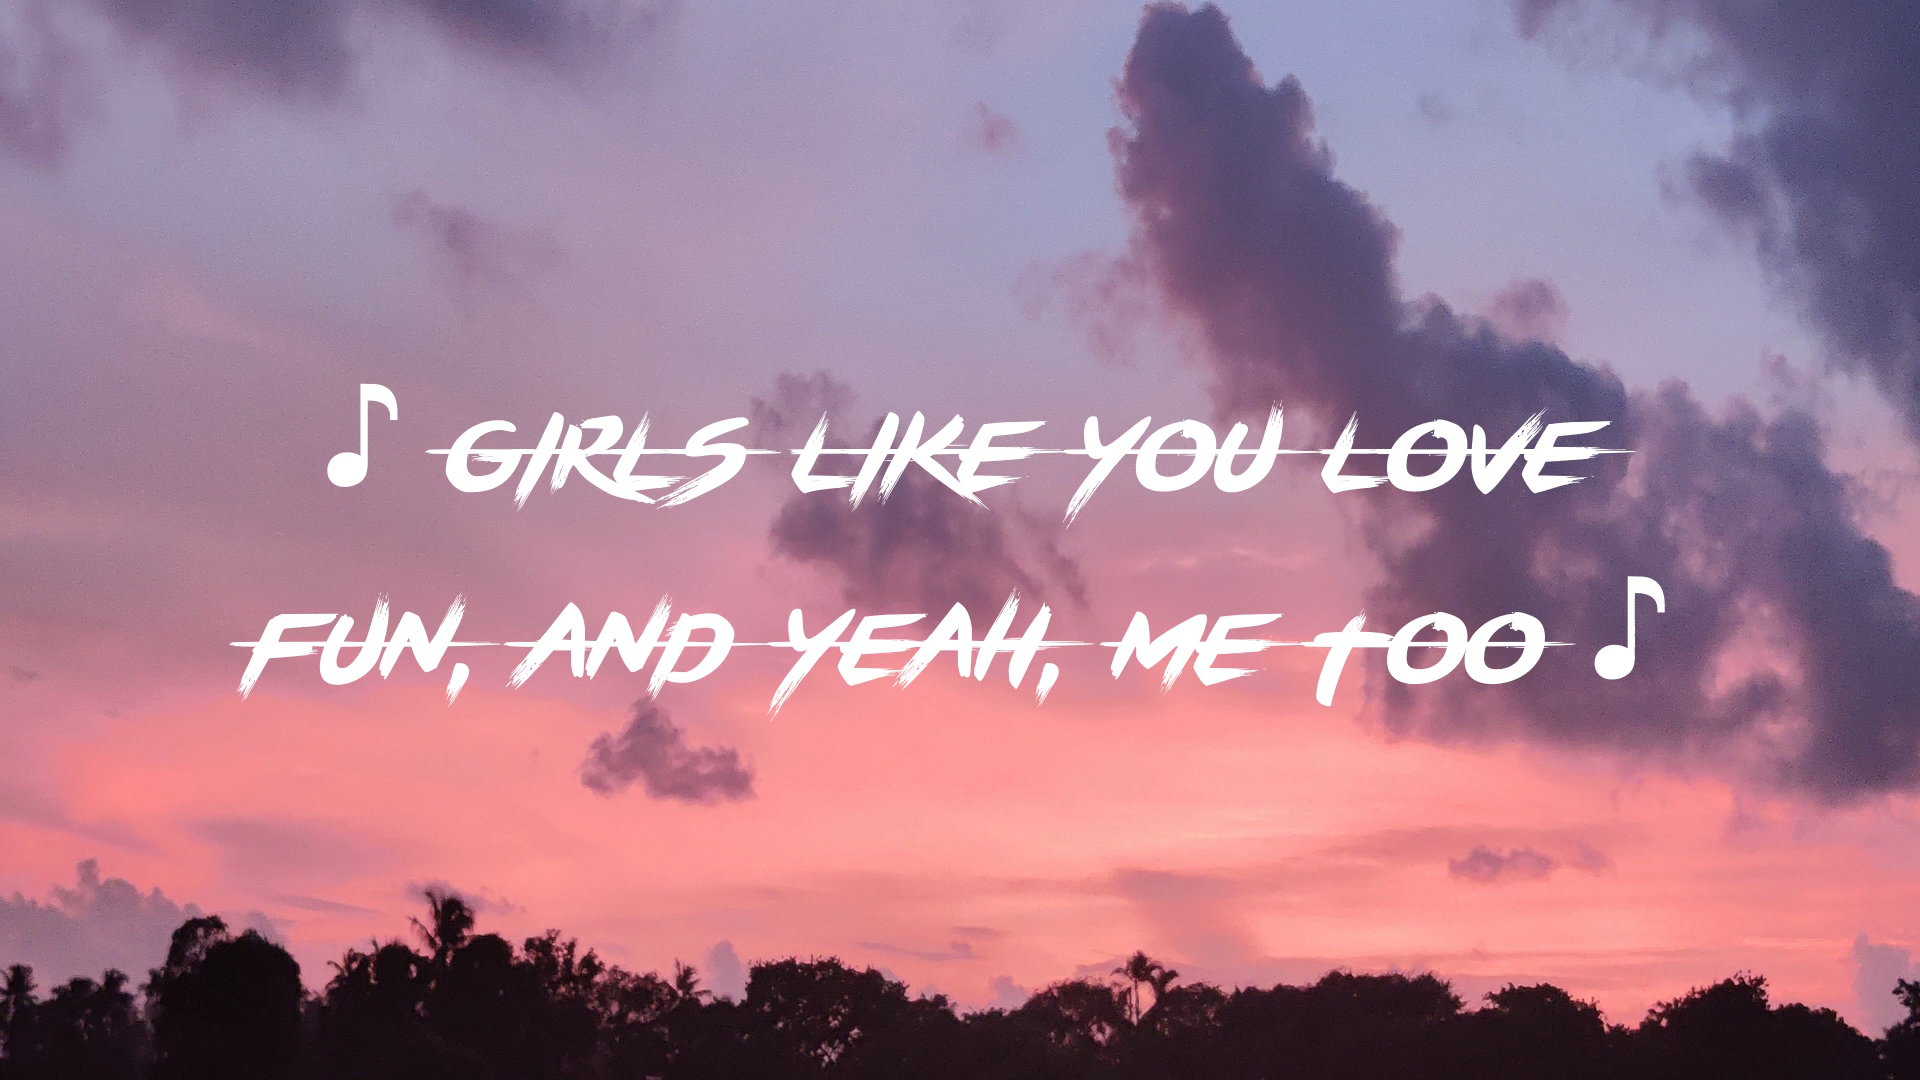 ♪ GIRLS LIKE YOU LOVE
FUN, AND YEAH, ME TOO ♪